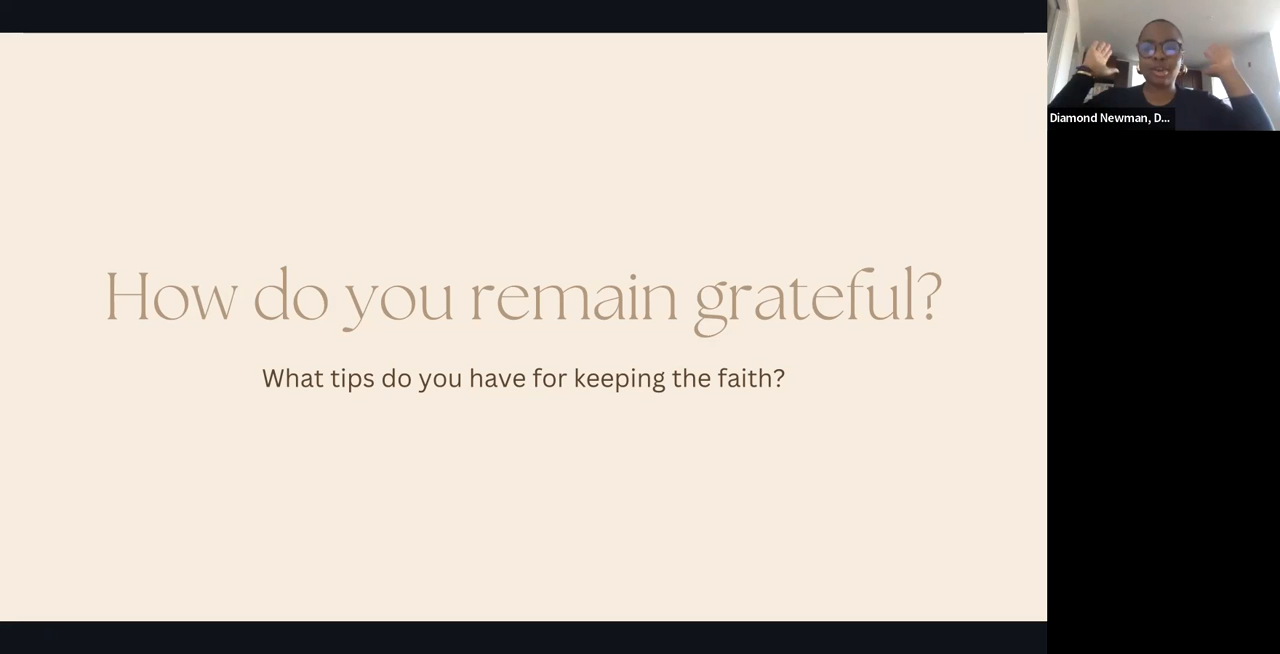 How do you remain grateful?
What tips do you have for keeping the faith?
Diamond Newman, D...